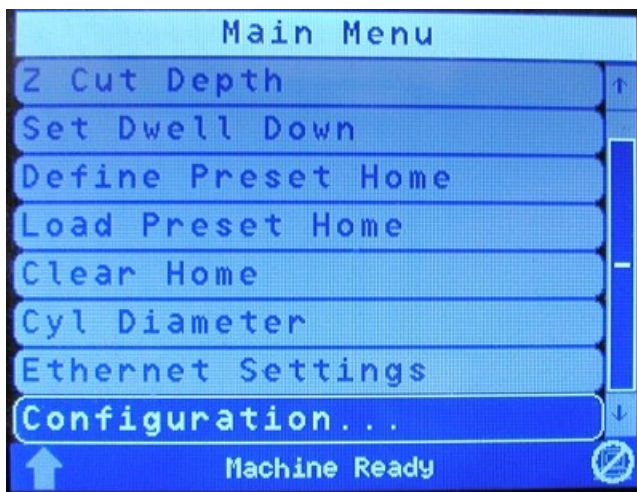 Main Menu
Z Cut Depth
Set Dwell Down
Define Preset Home
Load Preset Home
Clear Home
Cyl Diameter
Ethernet Settings
Configuration...
Machine Ready